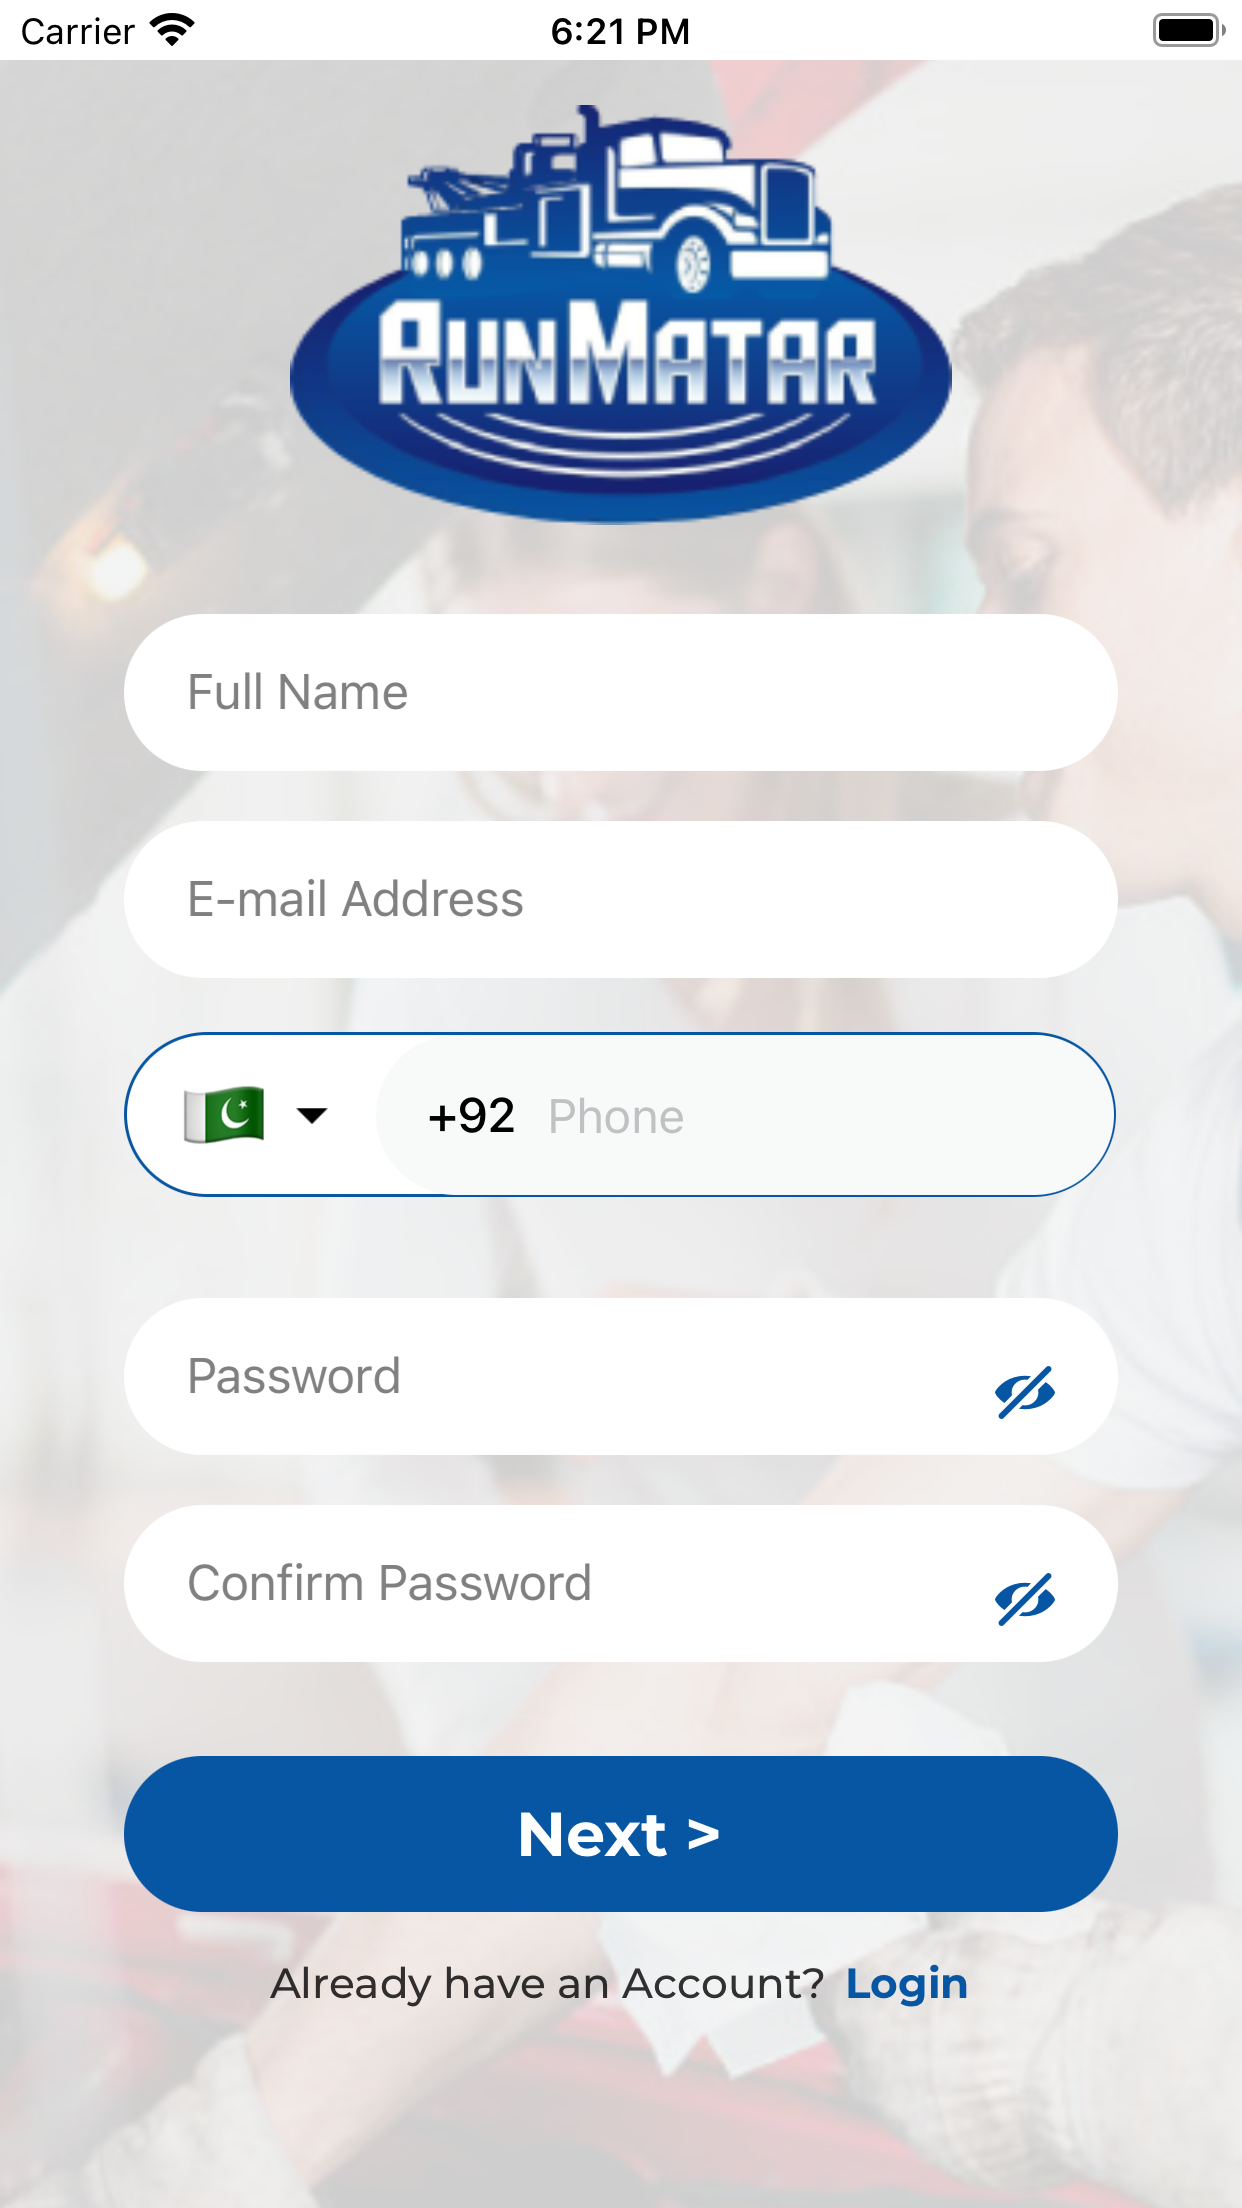 Carrier 6:21 PM
RUNMATAR
Full Name
E-mail Address
+92 Phone
Password
Confirm Password
Next >
Already have an Account? Login